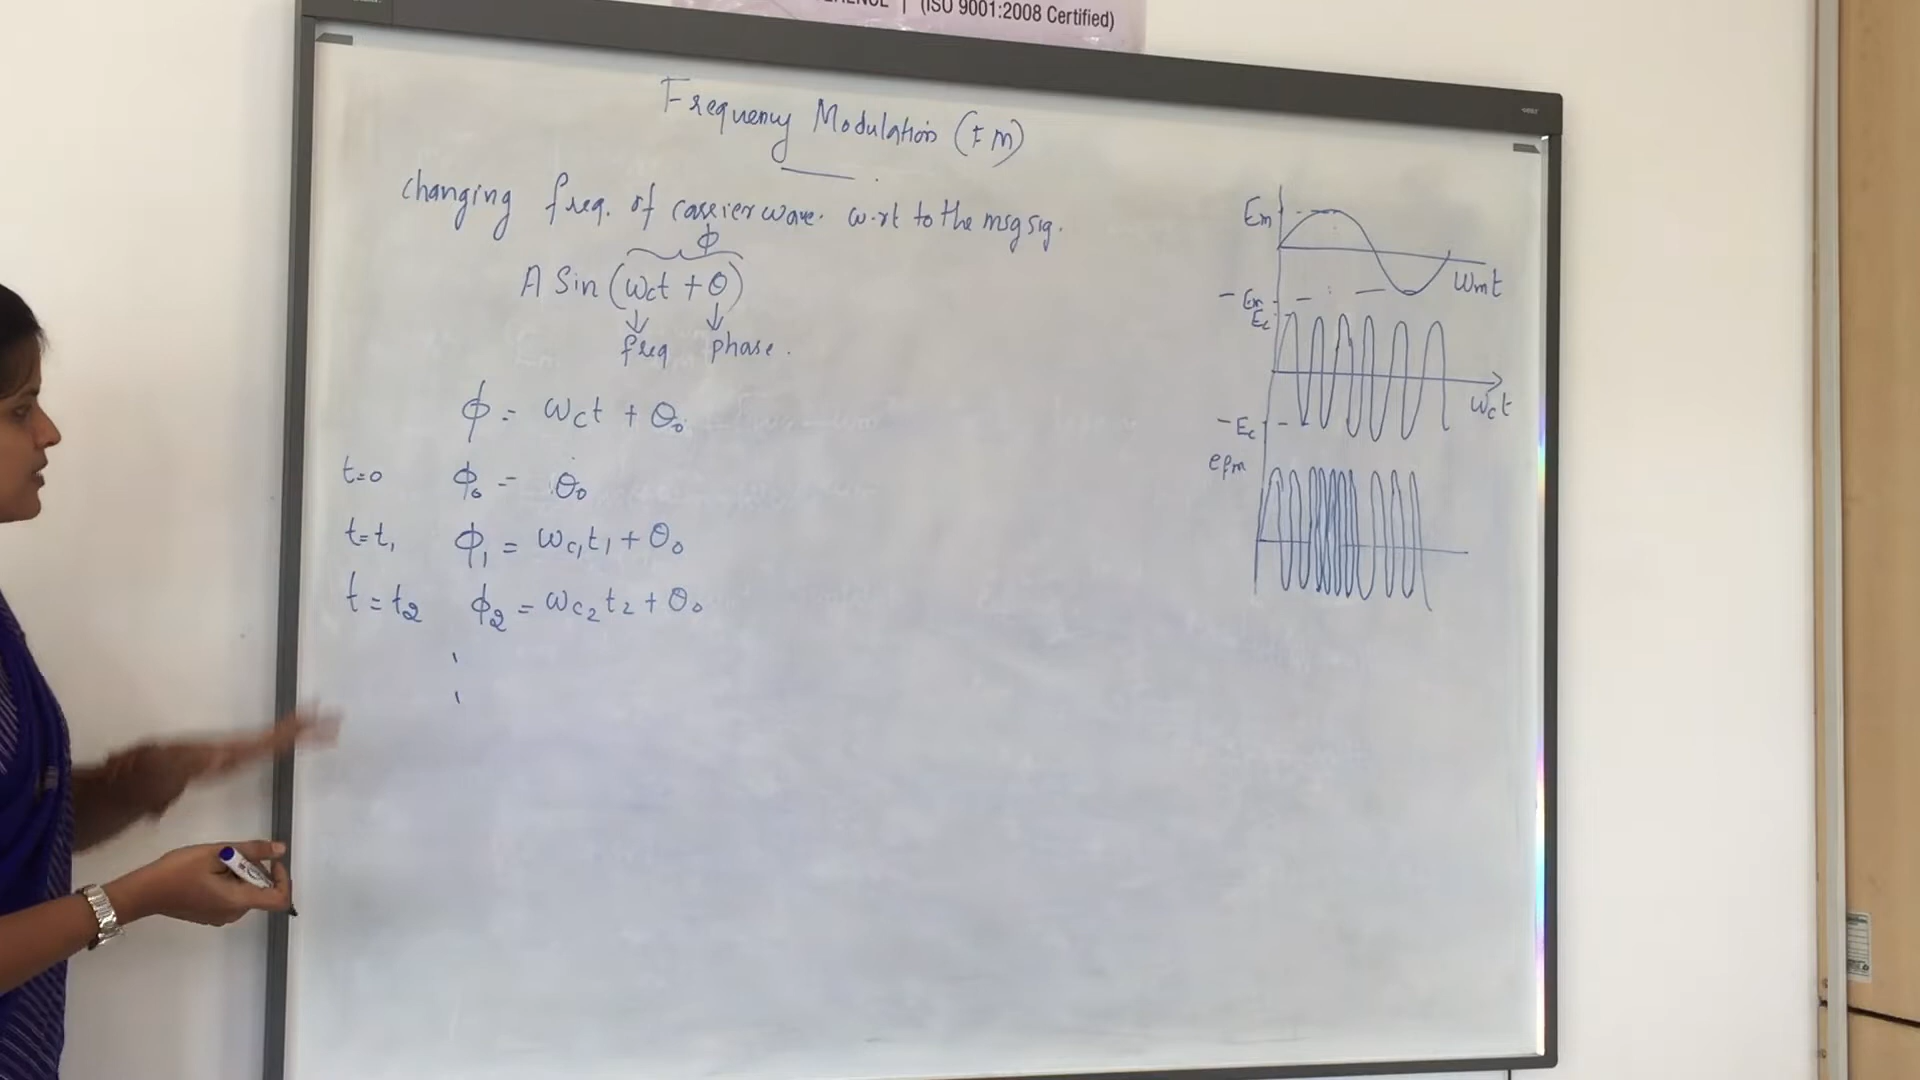 (ISO 9001:2008 Certified)
Frequency Modulation (FM)
changing freq. of carrier wave. w.r.t to the msg sig.
ϕ
A Sin (ωct + θ)
freq phase.
ϕ = ωct + θ₀
t=0 ϕ₀ = θ₀
t=t₁ ϕ₁ = ωc₁t₁ + θ₀
t=t₂ ϕ₂ = ωc₂t₂ + θ₀
Em
ωmt
-Em
Ec
ωct
-Ec
efm